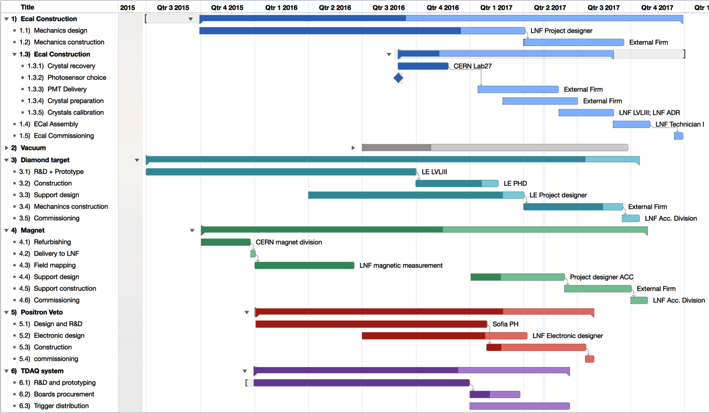 Title 2015 Qtr 3 2015 Qtr 4 2015 Qtr 1 2016 Qtr 2 2016 Qtr 3 2016 Qtr 4 2016 Qtr 1 2017 Qtr 2 2017 Qtr 3 2017 Qtr 4 2017 Qtr 1
1) Ecal Construction
1.1) Mechanics design LNF Project designer
1.2) Mechanics construction External Firm
1.3) Ecal Construction
1.3.1) Crystal recovery CERN Lab27
1.3.2) Photosensor choice
1.3.3) PMT Delivery External Firm
1.3.4) Crystal preparation External Firm
1.3.5) Crystals calibration LNF LVLIII; LNF ADR
1.4) ECal Assembly LNF Technician I
1.5) Ecal Commissioning
2) Vacuum
3) Diamond target
3.1) R&D + Prototype LE LVLIII
3.2) Construction LE PHD
3.3) Support design LE Project designer
3.4) Mechanincs construction External Firm
3.5) Commissioning LNF Acc. Division
4) Magnet
4.1) Refurbishing CERN magnet division
4.2) Delivery to LNF
4.3) Field mapping LNF magnetic measurement
4.4) Support design Project designer ACC
4.5) Support construction External Firm
4.6) Commissioning LNF Acc. Division
5) Positron Veto
5.1) Design and R&D Sofia PH
5.2) Electronic design LNF Electronic designer
5.3) Construction
5.4) commissioning
6) TDAQ system
6.1) R&D and prototyping
6.2) Boards procurement
6.3) Trigger distribution